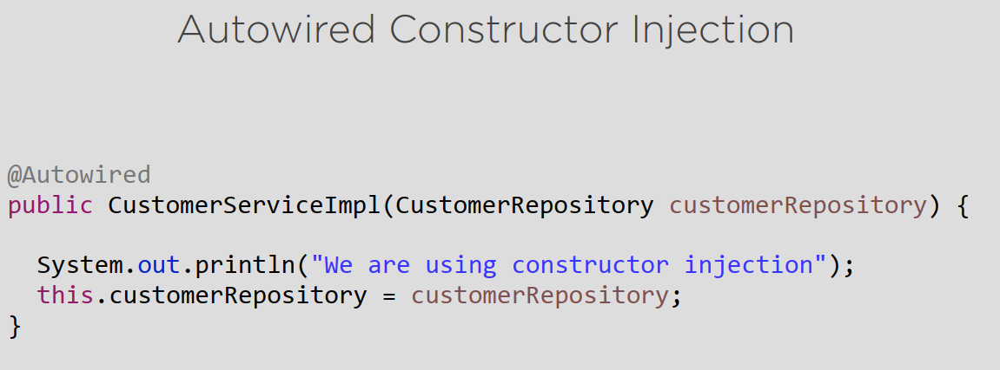 Autowired Constructor Injection
@Autowired
public CustomerServiceImpl(CustomerRepository customerRepository) {
System.out.println("We are using constructor injection");
this.customerRepository = customerRepository;
}